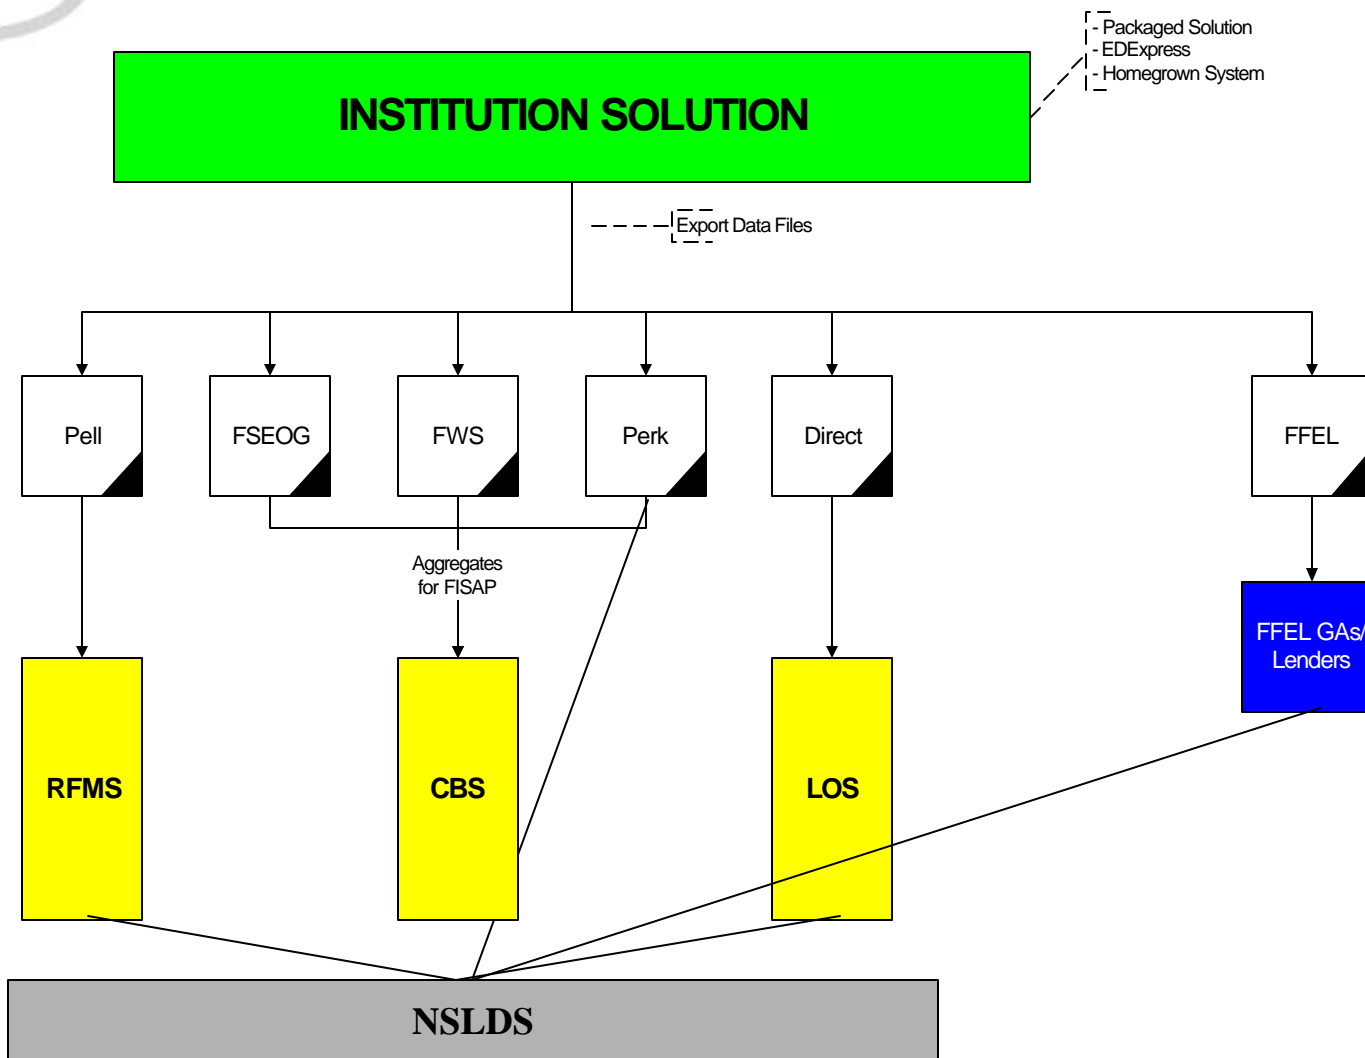 - Packaged Solution
- EDExpress
- Homegrown System
INSTITUTION SOLUTION
Export Data Files
Pell
FSEOG
FWS
Perk
Direct
FFEL
Aggregates
for FISAP
FFEL GAs/
Lenders
RFMS
CBS
LOS
NSLDS